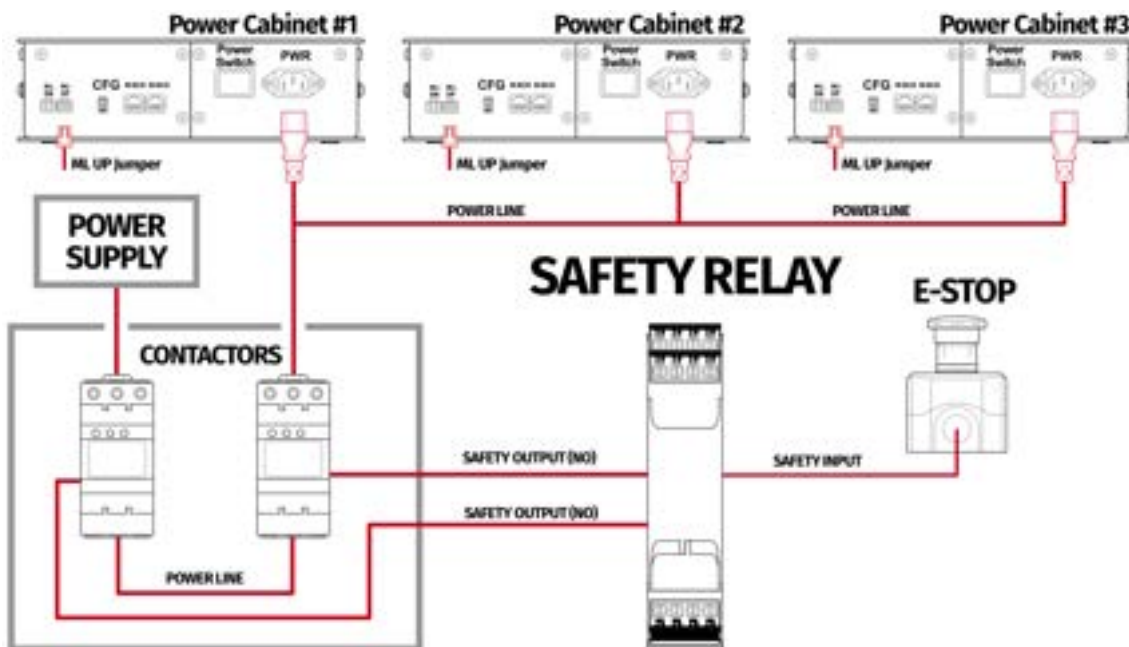 Power Cabinet #1
Power Cabinet #2
Power Cabinet #3
Power
Switch
PWR
CFG
Power
Switch
PWR
CFG
Power
Switch
PWR
CFG
ML UP Jumper
ML UP Jumper
ML UP Jumper
POWER LINE
POWER LINE
POWER
SUPPLY
SAFETY RELAY
E-STOP
CONTACTORS
SAFETY OUTPUT (NO)
SAFETY INPUT
SAFETY OUTPUT (NO)
POWER LINE